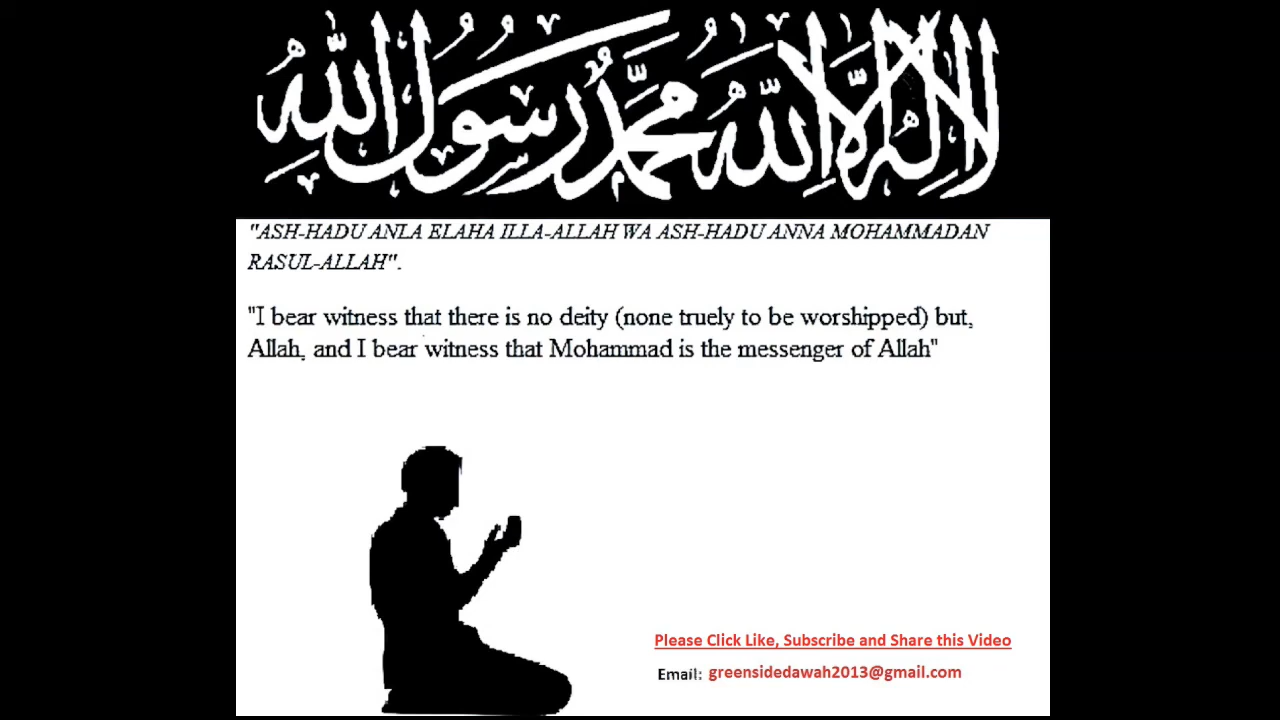 لا إله إلا الله محمد رسول الله
"ASH-HADU ANLA ELAHA ILLA-ALLAH WA ASH-HADU ANNA MOHAMMADAN
RASUL-ALLAH".
"I bear witness that there is no deity (none truely to be worshipped) but,
Allah, and I bear witness that Mohammad is the messenger of Allah"
Please Click Like, Subscribe and Share this Video
Email: greensidedawah2013@gmail.com